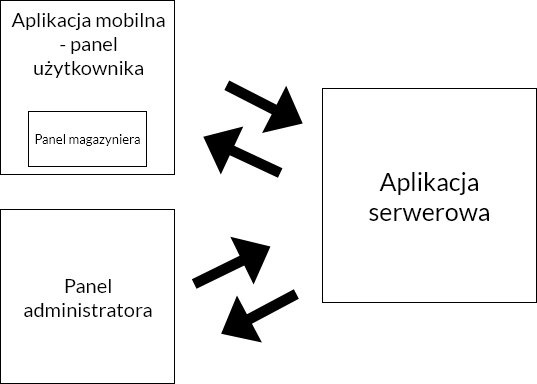 Aplikacja mobilna
- panel
użytkownika
Panel magazyniera
Aplikacja
serwerowa
Panel
administratora